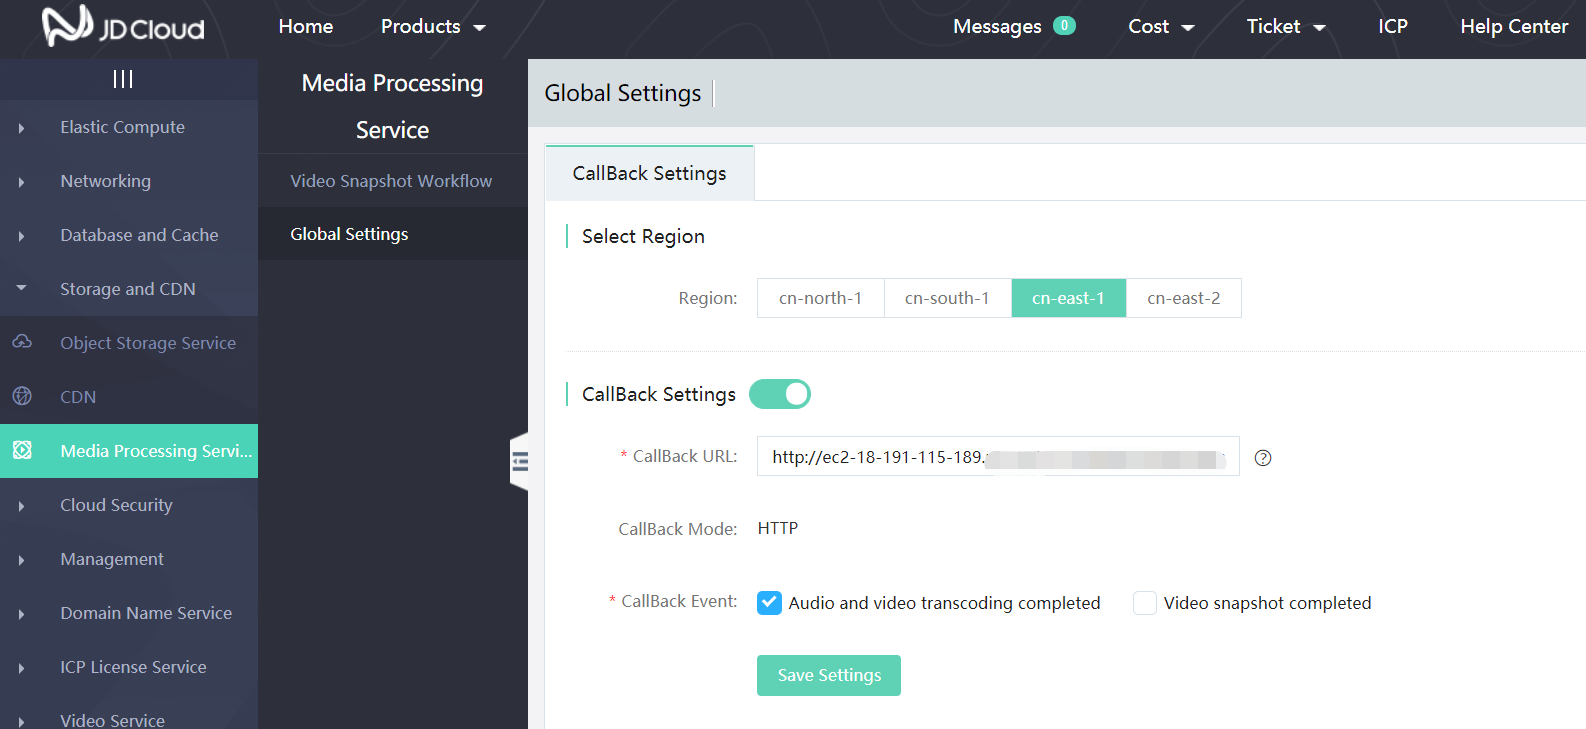 JD Cloud
Home
Products
Messages 0
Cost
Ticket
ICP
Help Center
Elastic Compute
Networking
Database and Cache
Storage and CDN
Object Storage Service
CDN
Media Processing Servi...
Cloud Security
Management
Domain Name Service
ICP License Service
Video Service
Media Processing
Service
Video Snapshot Workflow
Global Settings
Global Settings
CallBack Settings
Select Region
Region: cn-north-1 cn-south-1 cn-east-1 cn-east-2
CallBack Settings
* CallBack URL: http://ec2-18-191-115-189.
CallBack Mode: HTTP
* CallBack Event: Audio and video transcoding completed Video snapshot completed
Save Settings